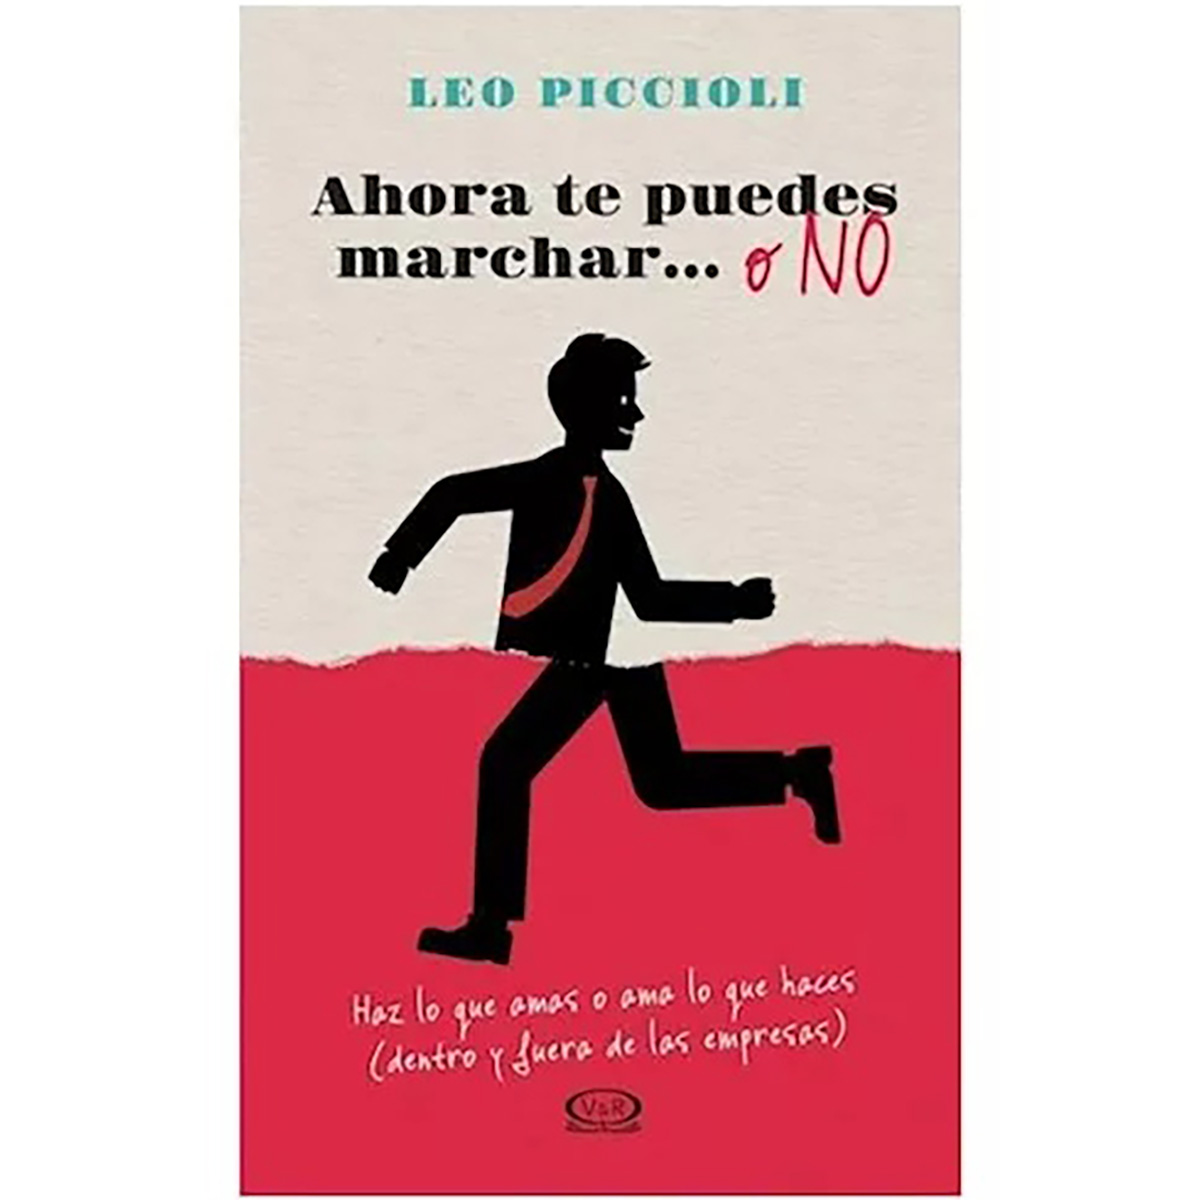 LEO PICCIOLI
Ahora te puedes
marchar... o NO
Haz lo que amas o ama lo que haces
(dentro y fuera de las empresas)
V&R